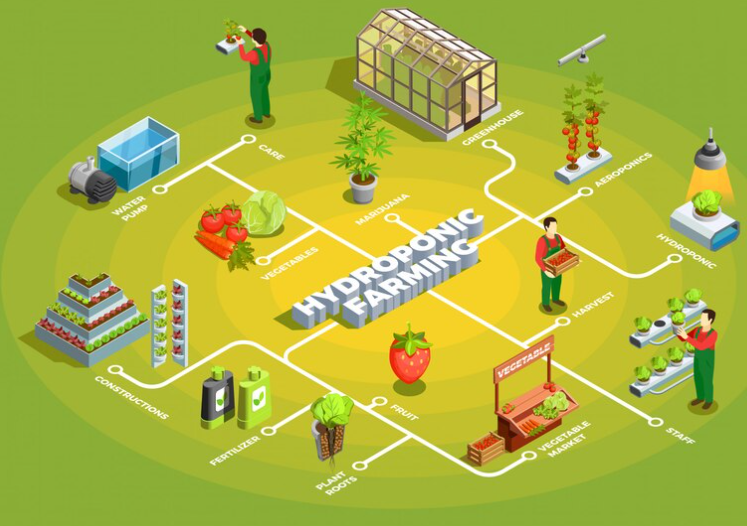 GREENHOUSE
CARE
AEROPONICS
WATER
PUMP
MARIJUANA
HYDROPONIC
FARMING
VEGETABLES
HYDROPONIC
HARVEST
VEGETABLE
CONSTRUCTIONS
FRUIT
FERTILIZER
PLANT
ROOTS
VEGETABLE
MARKET
STAFF